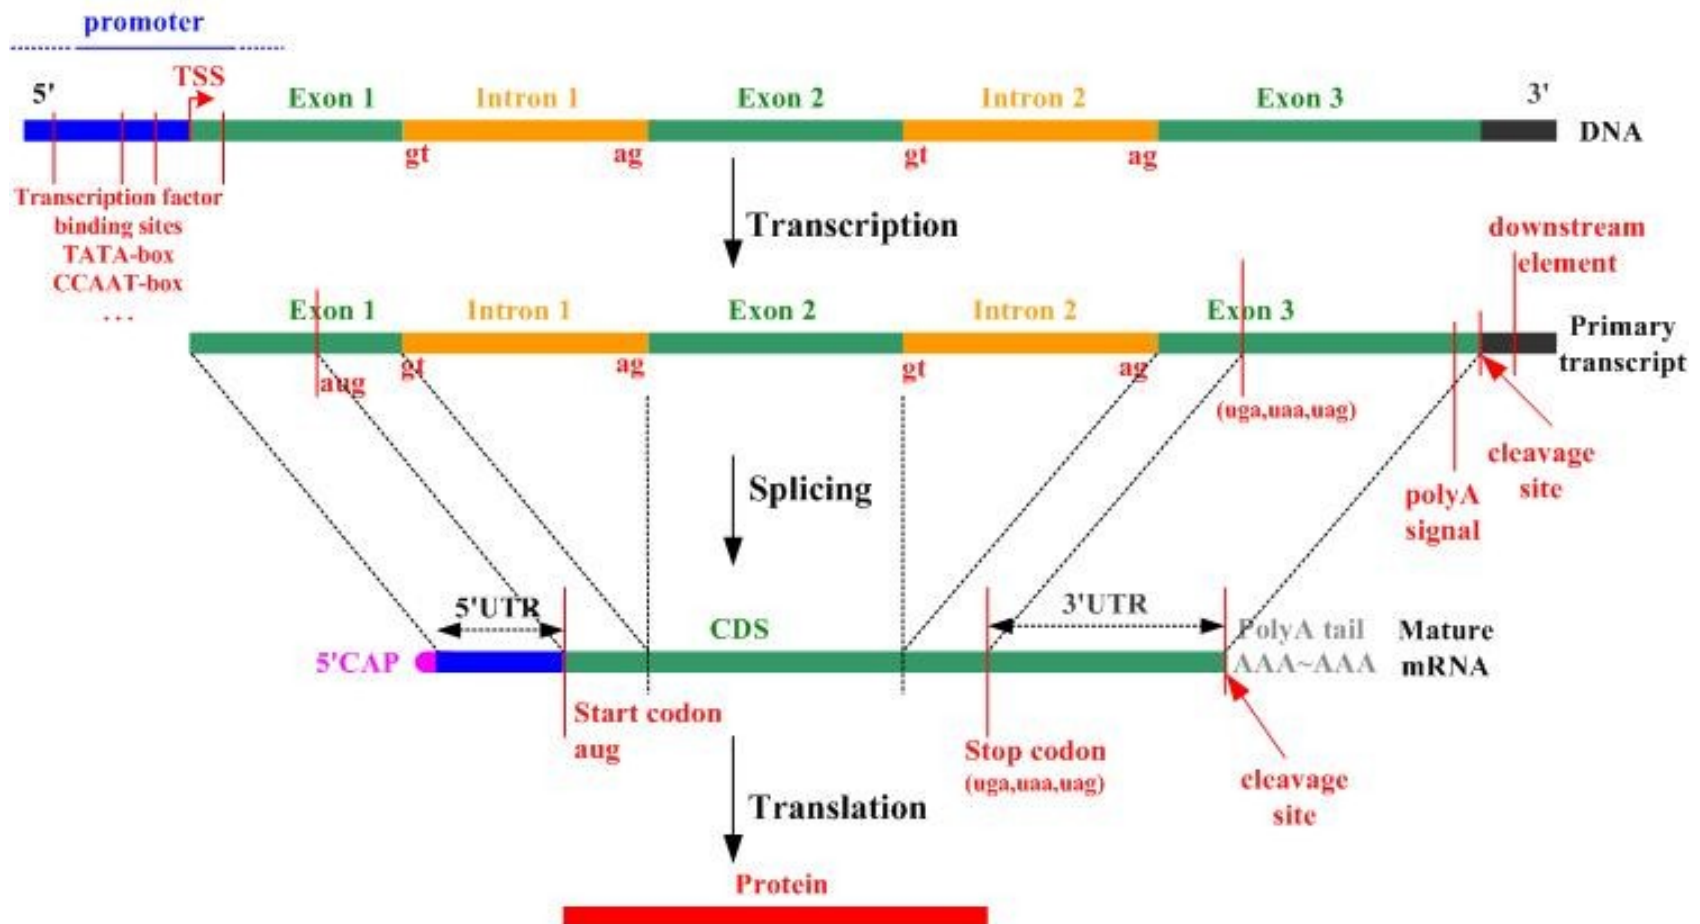 promoter
5'
TSS
Exon 1
Intron 1
Exon 2
Intron 2
Exon 3
3'
DNA
gt
ag
gt
ag
Transcription factor
binding sites
TATA-box
CCAAT-box
...
Transcription
downstream
element
Exon 1
Intron 1
Exon 2
Intron 2
Exon 3
Primary
transcript
aug
gt
ag
gt
ag
(uga,uaa,uag)
cleavage
site
polyA
signal
Splicing
5'UTR
CDS
3'UTR
PolyA tail
AAA~AAA
Mature
mRNA
5'CAP
Start codon
aug
Stop codon
(uga,uaa,uag)
cleavage
site
Translation
Protein